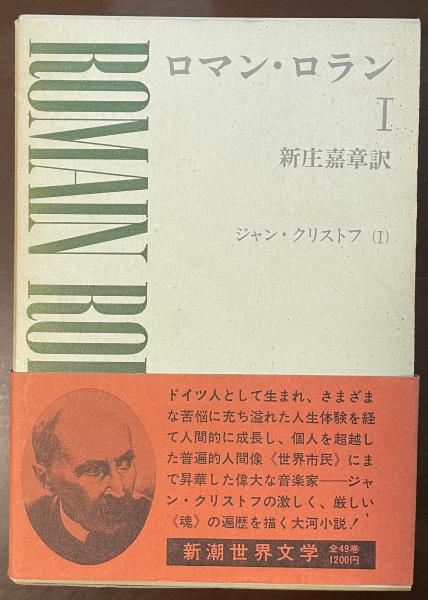 ROMAIN ROL
ロマン・ロラン
I
新庄嘉章訳
ジャン・クリストフ（I）
ドイツ人として生まれ、さまざま
な苦悩に充ち溢れた人生体験を経
て人間的に成長し、個人を超越し
た普遍的人間像《世界市民》にま
で昇華した偉大な音楽家──ジャ
ン・クリストフの激しく、厳しい
《魂》の遍歴を描く大河小説！
新潮世界文学 全49巻
1200円